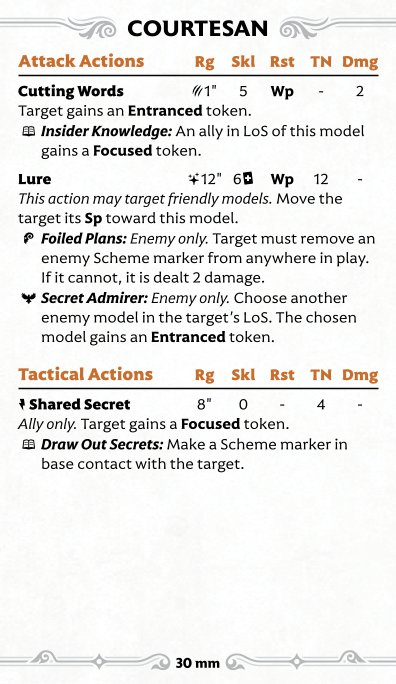 COURTESAN
Attack Actions Rg Skl Rst TN Dmg
Cutting Words 1" 5 Wp - 2
Target gains an Entranced token.
Insider Knowledge: An ally in LoS of this model
gains a Focused token.
Lure 12" 6 Wp 12 -
This action may target friendly models. Move the
target its Sp toward this model.
Foiled Plans: Enemy only. Target must remove an
enemy Scheme marker from anywhere in play.
If it cannot, it is dealt 2 damage.
Secret Admirer: Enemy only. Choose another
enemy model in the target's LoS. The chosen
model gains an Entranced token.
Tactical Actions Rg Skl Rst TN Dmg
Shared Secret 8" 0 - 4 -
Ally only. Target gains a Focused token.
Draw Out Secrets: Make a Scheme marker in
base contact with the target.
30 mm